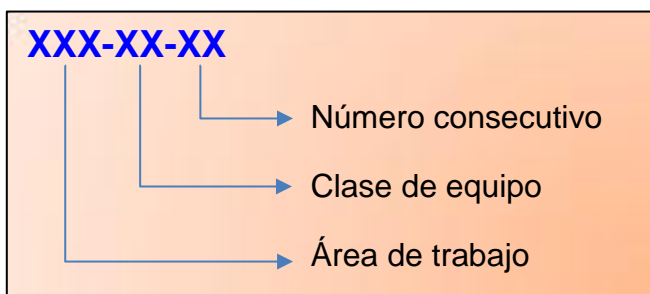 XXX-XX-XX
Número consecutivo
Clase de equipo
Área de trabajo